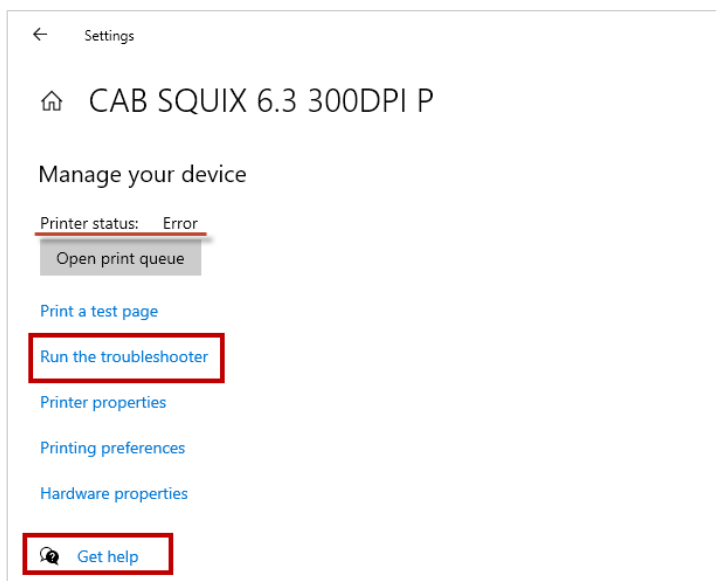 Settings
CAB SQUIX 6.3 300DPI P
Manage your device
Printer status: Error
Open print queue
Print a test page
Run the troubleshooter
Printer properties
Printing preferences
Hardware properties
Get help